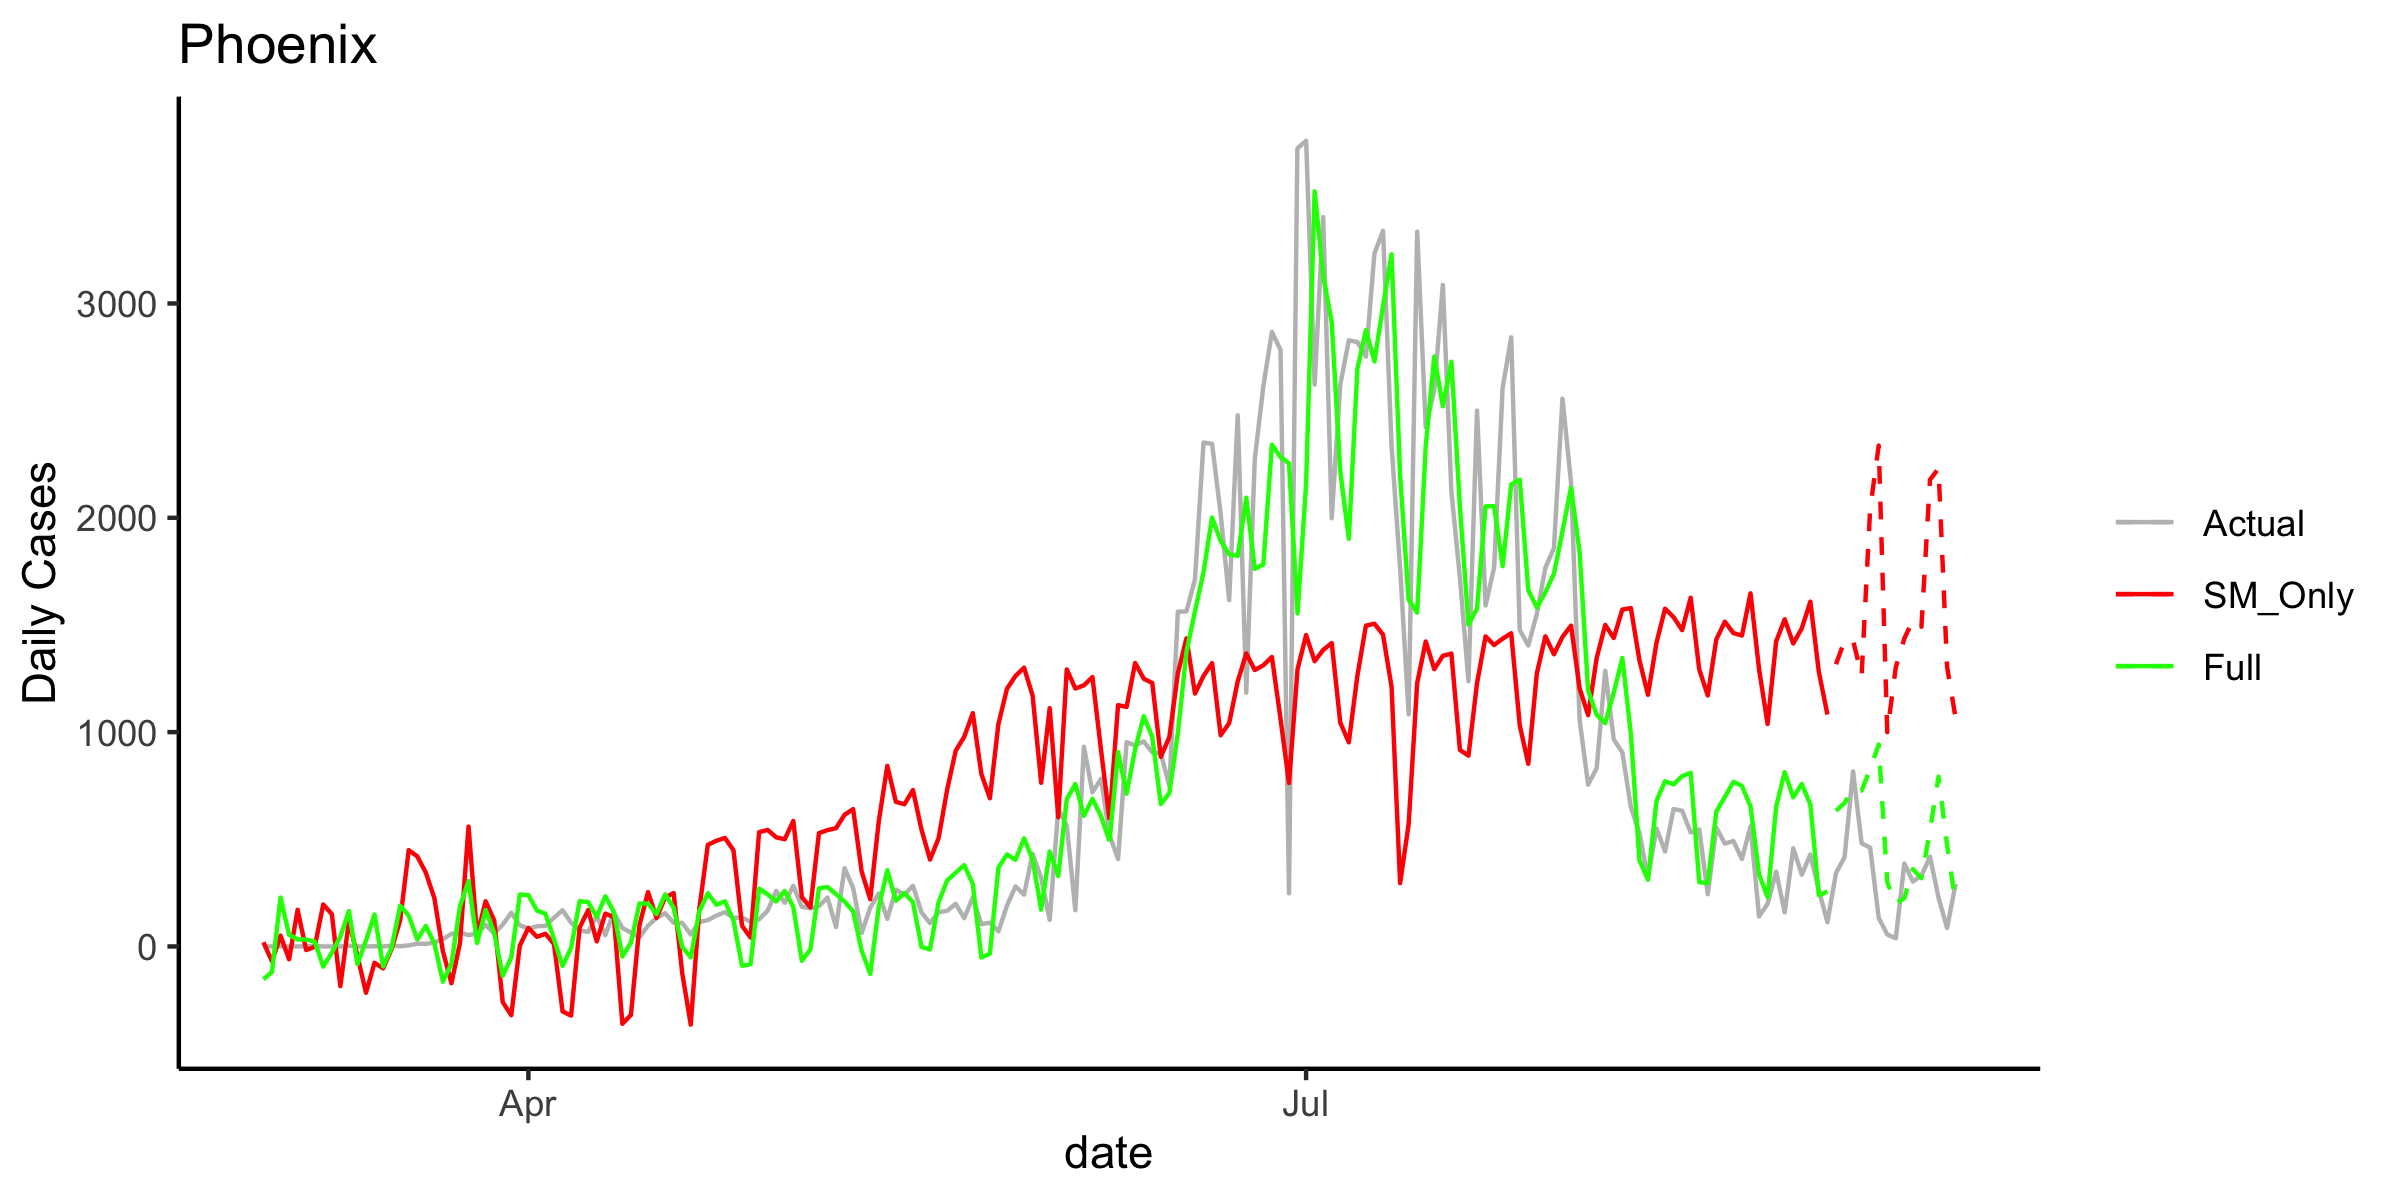 Phoenix
Daily Cases
3000
2000
1000
0
Apr
Jul
date
Actual
SM_Only
Full